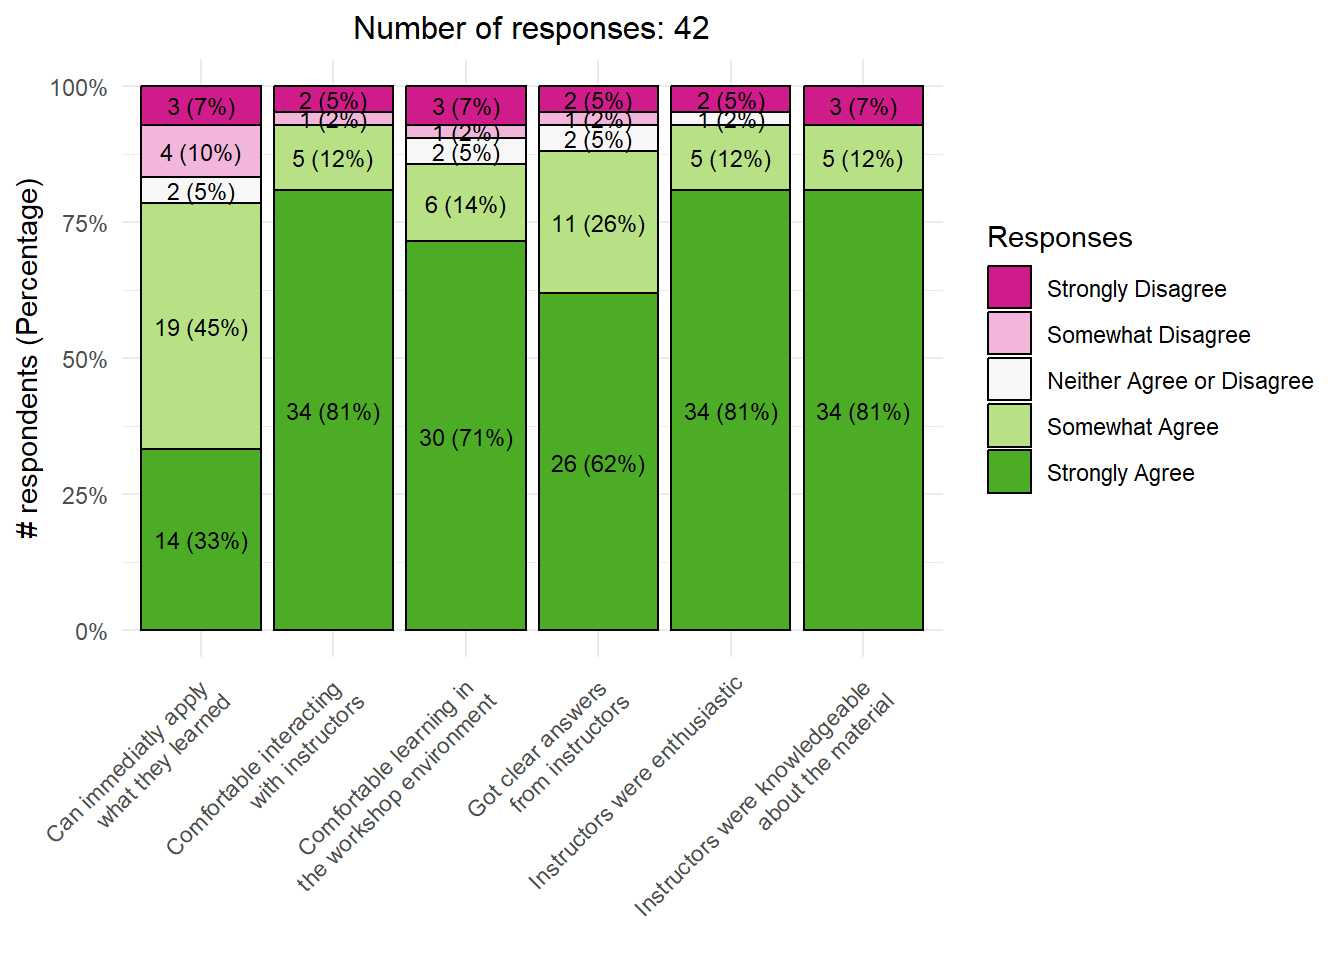 Number of responses: 42
# respondents (Percentage)
100%
75%
50%
25%
0%
3 (7%)
4 (10%)
2 (5%)
19 (45%)
14 (33%)
2 (5%)
1 (2%)
5 (12%)
34 (81%)
3 (7%)
1 (2%)
2 (5%)
6 (14%)
30 (71%)
2 (5%)
1 (2%)
2 (5%)
11 (26%)
26 (62%)
2 (5%)
1 (2%)
5 (12%)
34 (81%)
3 (7%)
5 (12%)
34 (81%)
Can immediatly apply
what they learned
Comfortable interacting
with instructors
Comfortable learning in
the workshop environment
Got clear answers
from instructors
Instructors were enthusiastic
Instructors were knowledgeable
about the material
Responses
Strongly Disagree
Somewhat Disagree
Neither Agree or Disagree
Somewhat Agree
Strongly Agree